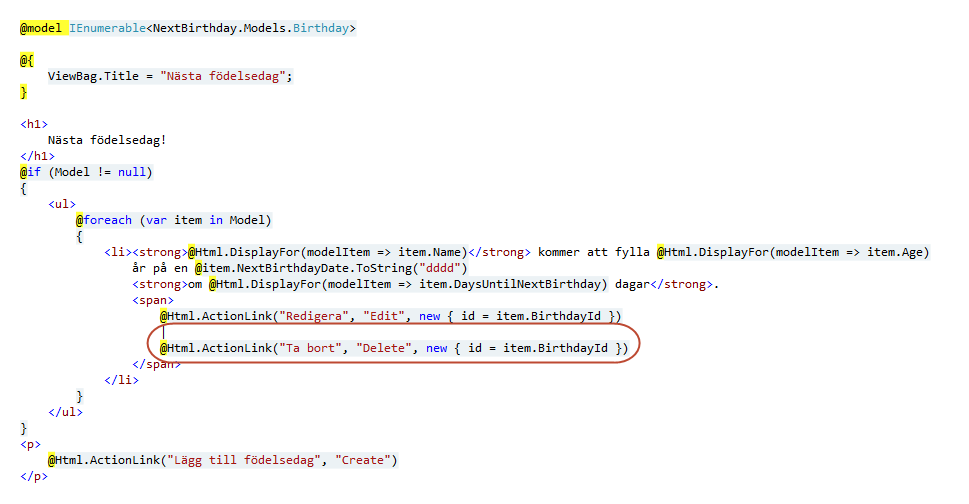 @model IEnumerable<NextBirthday.Models.Birthday>
@{
ViewBag.Title = "Nästa födelsedag";
}
<h1>
Nästa födelsedag!
</h1>
@if (Model != null)
{
<ul>
@foreach (var item in Model)
{
<li><strong>@Html.DisplayFor(modelItem => item.Name)</strong> kommer att fylla @Html.DisplayFor(modelItem => item.Age)
år på en @item.NextBirthdayDate.ToString("dddd")
<strong>om @Html.DisplayFor(modelItem => item.DaysUntilNextBirthday) dagar</strong>.
<span>
@Html.ActionLink("Redigera", "Edit", new { id = item.BirthdayId })
|
@Html.ActionLink("Ta bort", "Delete", new { id = item.BirthdayId })
</span>
</li>
}
</ul>
}
<p>
@Html.ActionLink("Lägg till födelsedag", "Create")
</p>